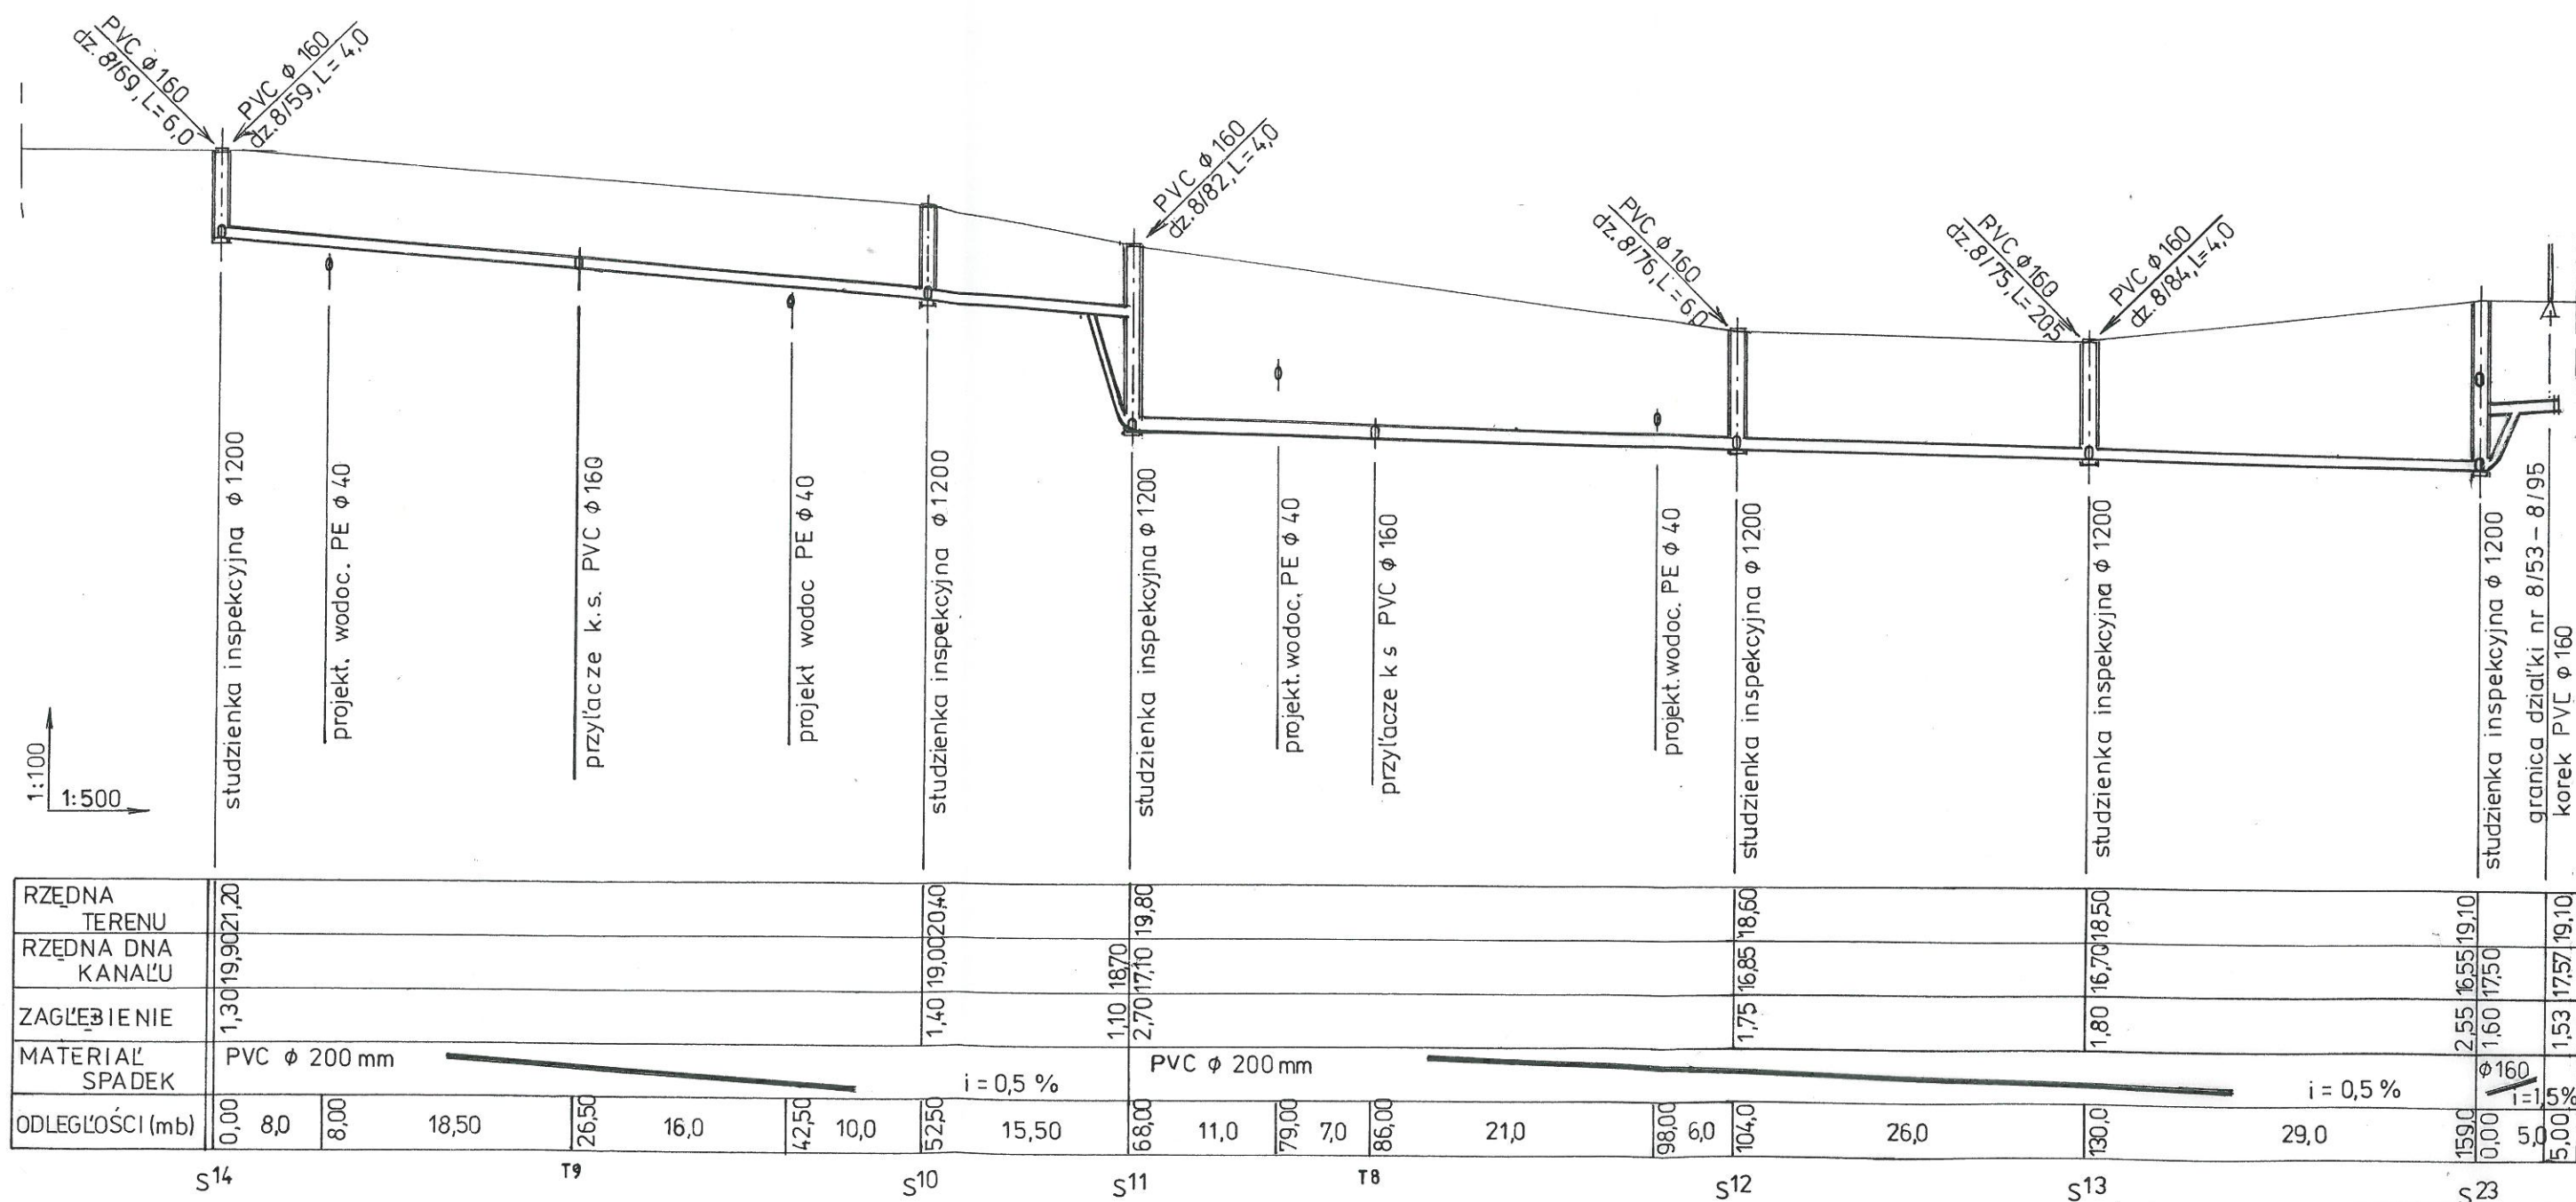 PVC ϕ 160
dz. 8/69, L=6,0
PVC ϕ 160
dz. 8/59, L=4,0
PVC ϕ 160
dz. 8/82, L=4,0
PVC ϕ 160
dz. 8/76, L=6,0
PVC ϕ 160
dz. 8/75, L=20,5
PVC ϕ 160
dz. 8/84, L=4,0
studzienka inspekcyjna ϕ 1200
projekt. wodoc. PE ϕ 40
przyłacze k.s. PVC ϕ 160
projekt wodoc PE ϕ 40
studzienka inspekcyjna ϕ 1200
studzienka inspekcyjna ϕ 1200
projekt. wodoc. PE ϕ 40
przyłacze k s PVC ϕ 160
projekt. wodoc. PE ϕ 40
studzienka inspekcyjna ϕ 1200
studzienka inspekcyjna ϕ 1200
studzienka inspekcyjna ϕ 1200
granica działki nr 8/53 – 8/95
korek PVC ϕ 160
1:100
1:500
RZĘDNA TERENU 21,20 20,40 19,80 18,60 18,50 19,10 19,10
RZĘDNA DNA KANAŁU 19,90 19,00 18,70 17,10 16,85 16,70 16,55 17,50 17,57
ZAGŁĘBIENIE 1,30 1,40 1,10 2,70 1,75 1,80 2,55 1,60 1,53
MATERIAŁ SPADEK PVC ϕ 200 mm i = 0,5 % PVC ϕ 200 mm i = 0,5 % ϕ160 i=1,5%
ODLEGŁOŚCI (mb) 0,00 8,0 8,00 18,50 26,50 16,0 42,50 10,0 52,50 15,50 68,00 11,0 79,00 7,0 86,00 21,0 98,00 6,0 104,0 26,0 130,0 29,0 159,0 0,00 5,0 5,00
S14 T9 S10 S11 T8 S12 S13 S23